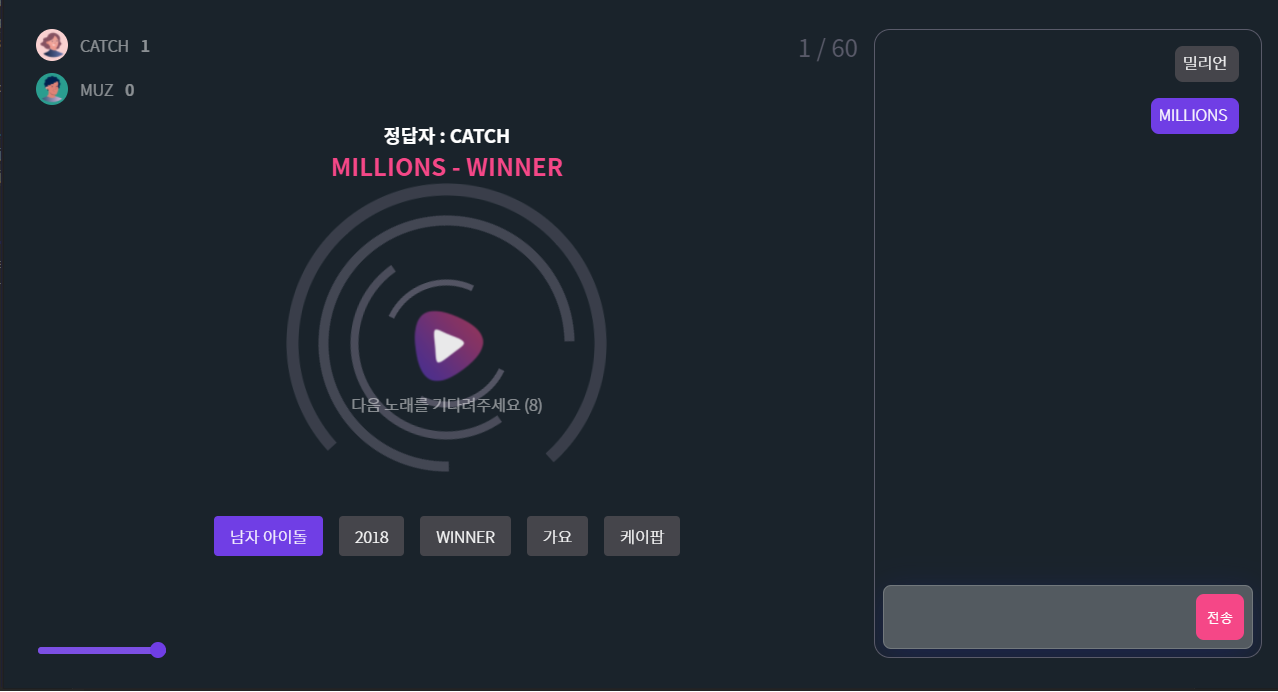 CATCH 1
MUZ 0
1 / 60
정답자 : CATCH
MILLIONS - WINNER
다음 노래를 기다려주세요 (8)
남자 아이돌
2018
WINNER
가요
케이팝
밀리언
MILLIONS
전송